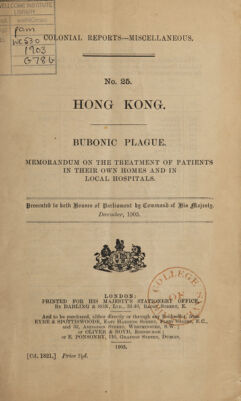 WELLCOME INSTITUTE
LIBRARY
pam
WC530
1903
G78b
COLONIAL REPORTS—MISCELLANEOUS.
No. 25.
HONG KONG.
BUBONIC PLAGUE.
MEMORANDUM ON THE TREATMENT OF PATIENTS
IN THEIR OWN HOMES AND IN
LOCAL HOSPITALS.
Presented to both Houses of Parliament by Command of His Majesty.
December, 1903.
LONDON:
PRINTED FOR HIS MAJESTY'S STATIONERY OFFICE,
By DARLING & SON, Ltd., 34-40, Bacon Street, E.
And to be purchased, either directly or through any Bookseller, from
EYRE & SPOTTISWOODE, East Harding Street, Fleet Street, E.C.,
and 32, Abingdon Street, Westminster, S.W.;
or OLIVER & BOYD, Edinburgh;
or E. PONSONBY, 116, Grafton Street, Dublin.
1903.
[Cd. 1821.]
COLLEGE
OF